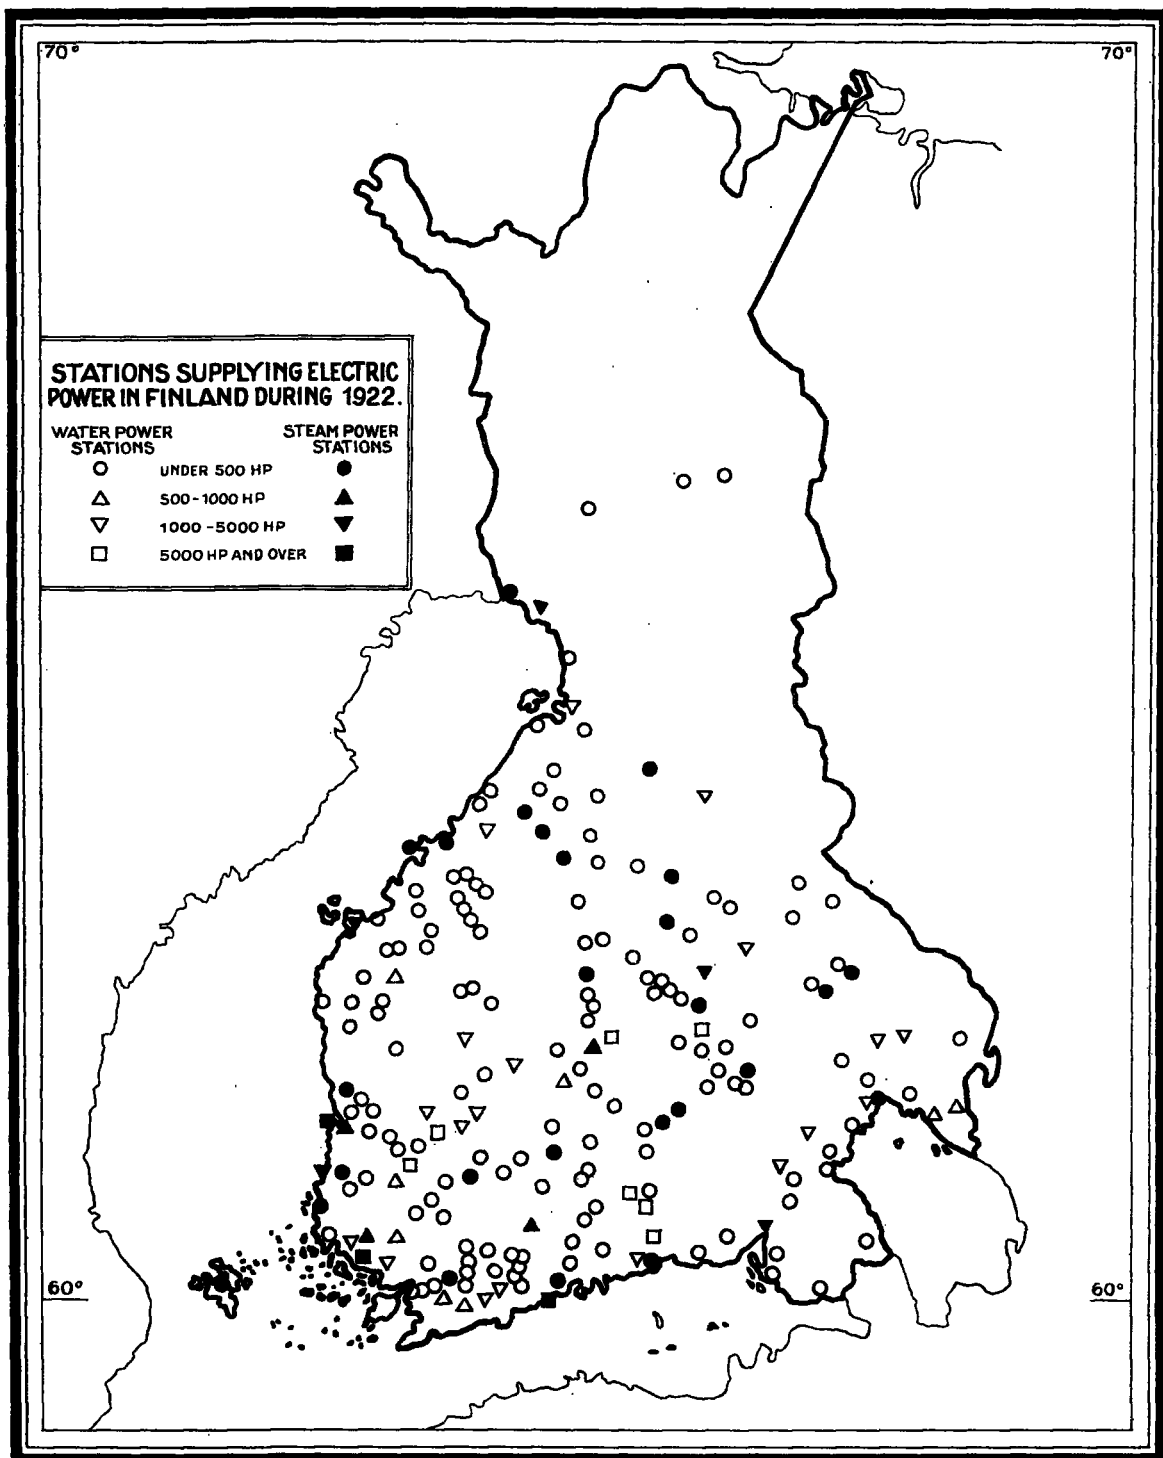 70° 70°
STATIONS SUPPLYING ELECTRIC
POWER IN FINLAND DURING 1922.
WATER POWER STEAM POWER
STATIONS STATIONS
UNDER 500 HP
500-1000 HP
1000-5000 HP
5000 HP AND OVER
60° 60°